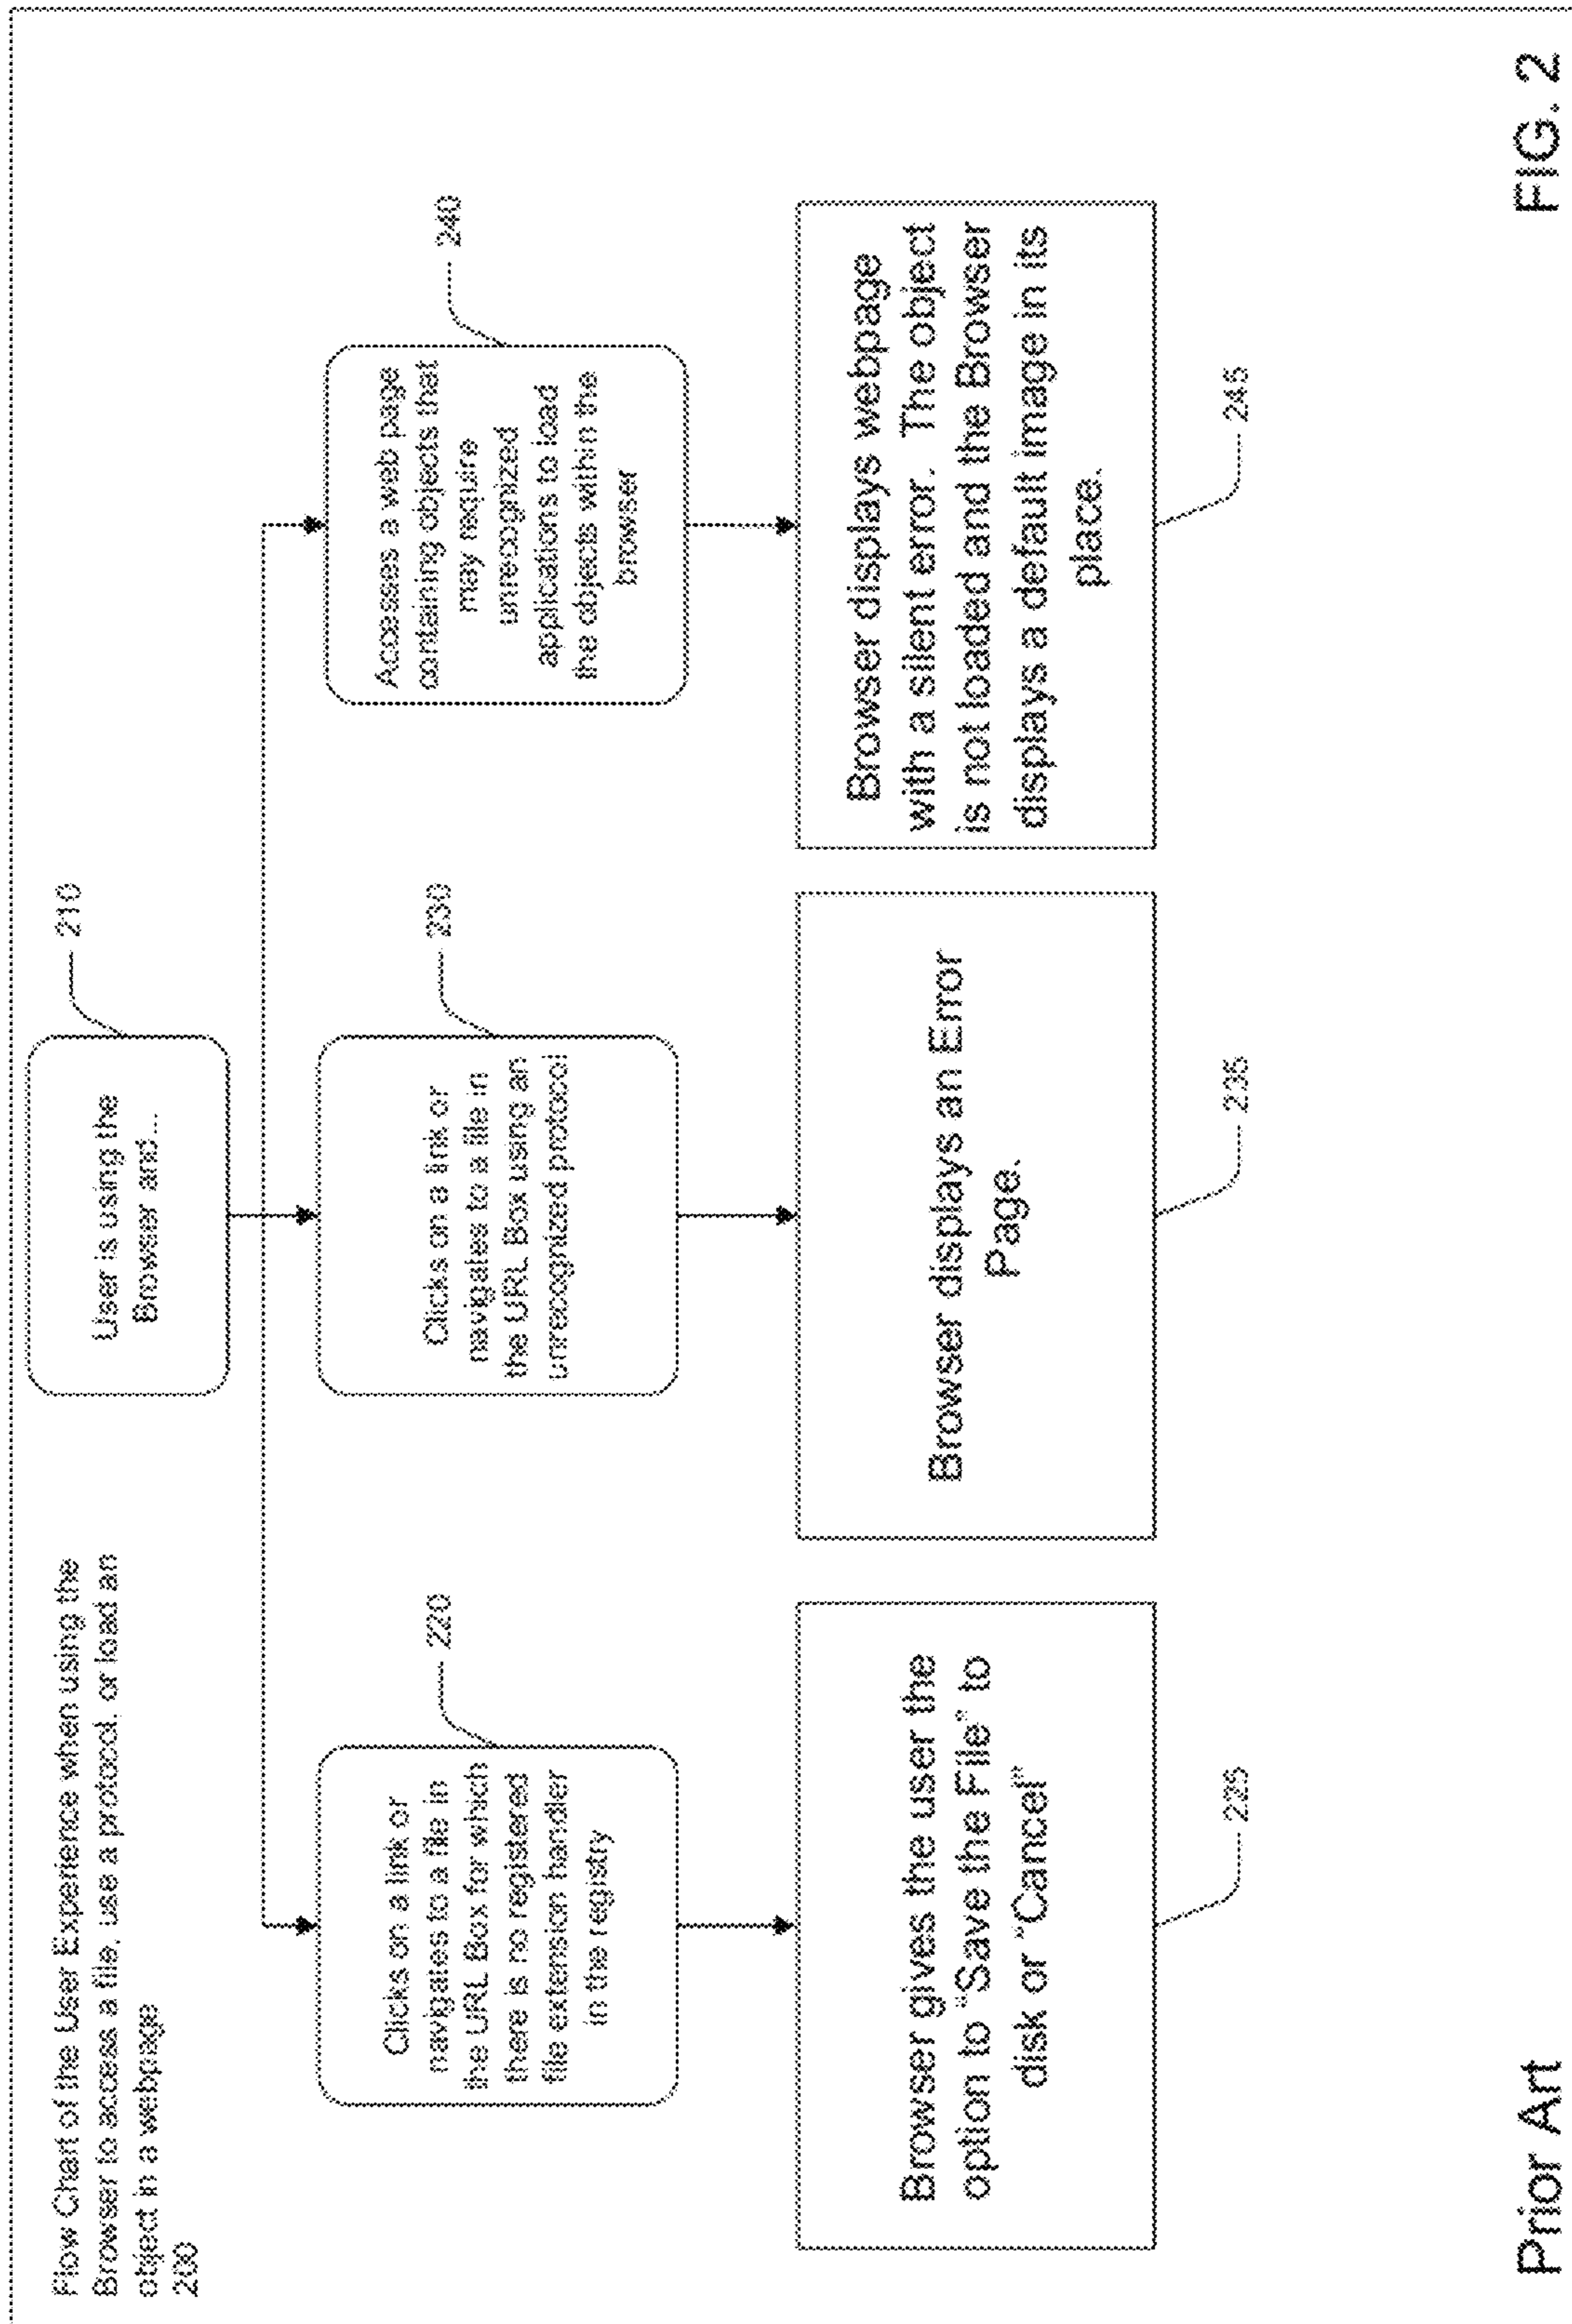 Flow Chart of the User Experience when using the
Browser to access a file, use a protocol, or load an
object in a webpage
200
User is using the
Browser and...
210
Clicks on a link or
navigates to a file in
the URL Box for which
there is no registered
file extension handler
in the registry
220
Clicks on a link or
navigates to a file in
the URL Box using an
unrecognized protocol
230
Accesses a web page
containing objects that
may require
unrecognized
applications to load
the objects within the
browser
240
Browser gives the user the
option to "Save the File" to
disk or "Cancel"
225
Browser displays an Error
Page.
235
Browser displays webpage
with a silent error. The object
is not loaded and the Browser
displays a default image in its
place.
245
Prior Art
FIG. 2